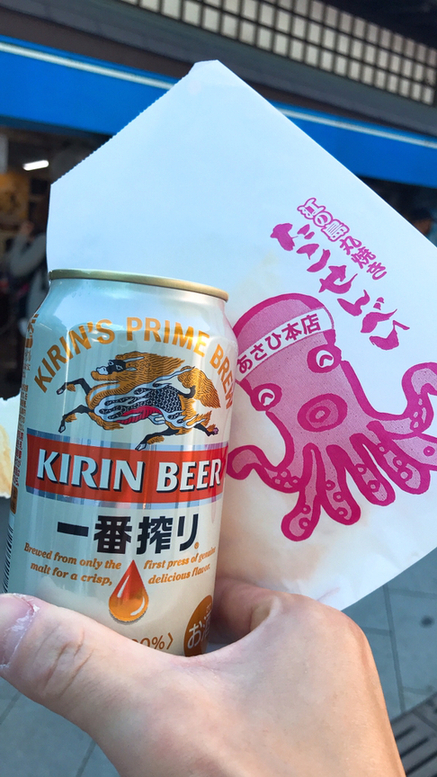 江の島丸焼き
たこせんべい
あさひ本店
KIRIN'S PRIME BREW
KIRIN BEER
一番搾り
Brewed from only the first press of genuine
malt for a crisp, delicious flavor.
お